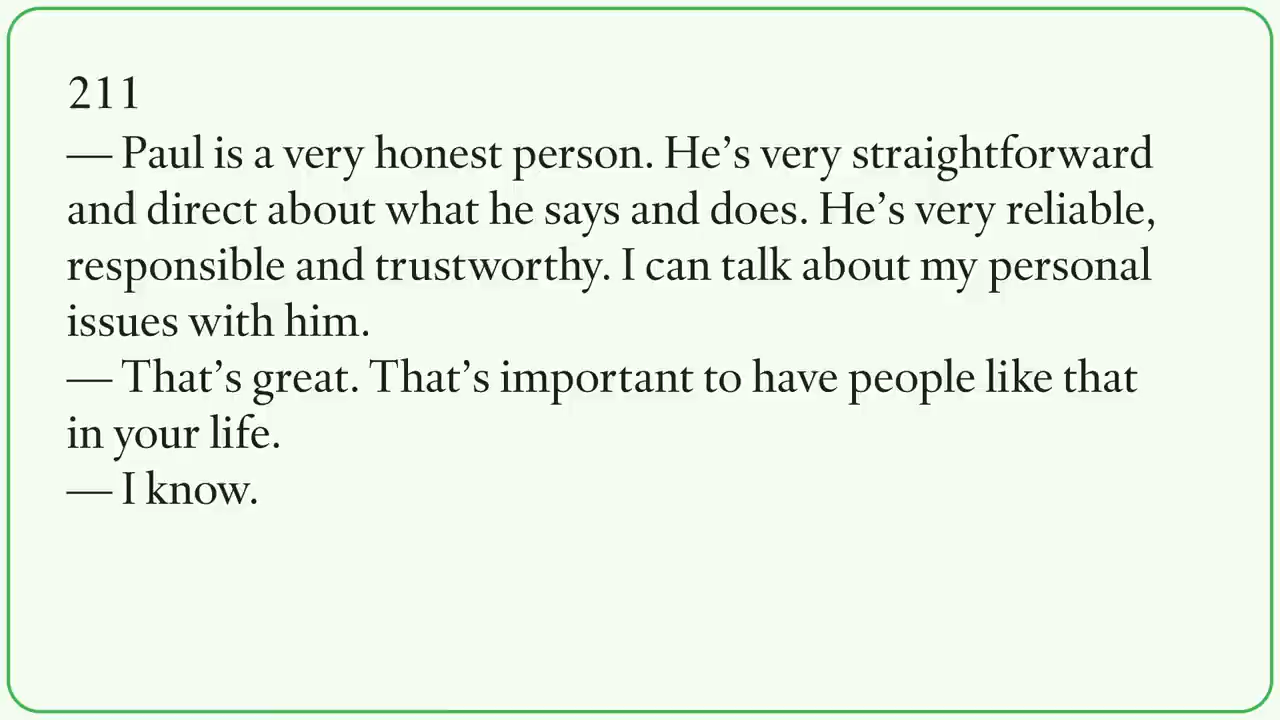 211
— Paul is a very honest person. He’s very straightforward
and direct about what he says and does. He’s very reliable,
responsible and trustworthy. I can talk about my personal
issues with him.
— That’s great. That’s important to have people like that
in your life.
— I know.